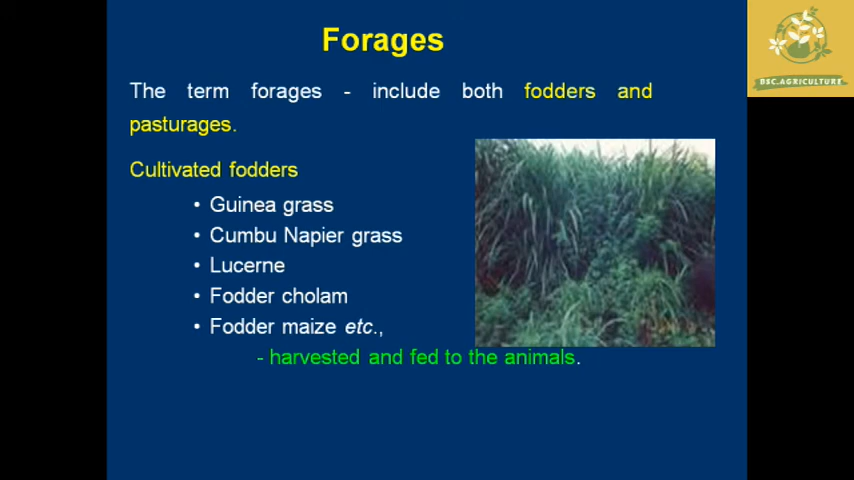 Forages
The term forages - include both fodders and
pasturages.
Cultivated fodders
• Guinea grass
• Cumbu Napier grass
• Lucerne
• Fodder cholam
• Fodder maize etc.,
- harvested and fed to the animals.
BSC.AGRICULTURE